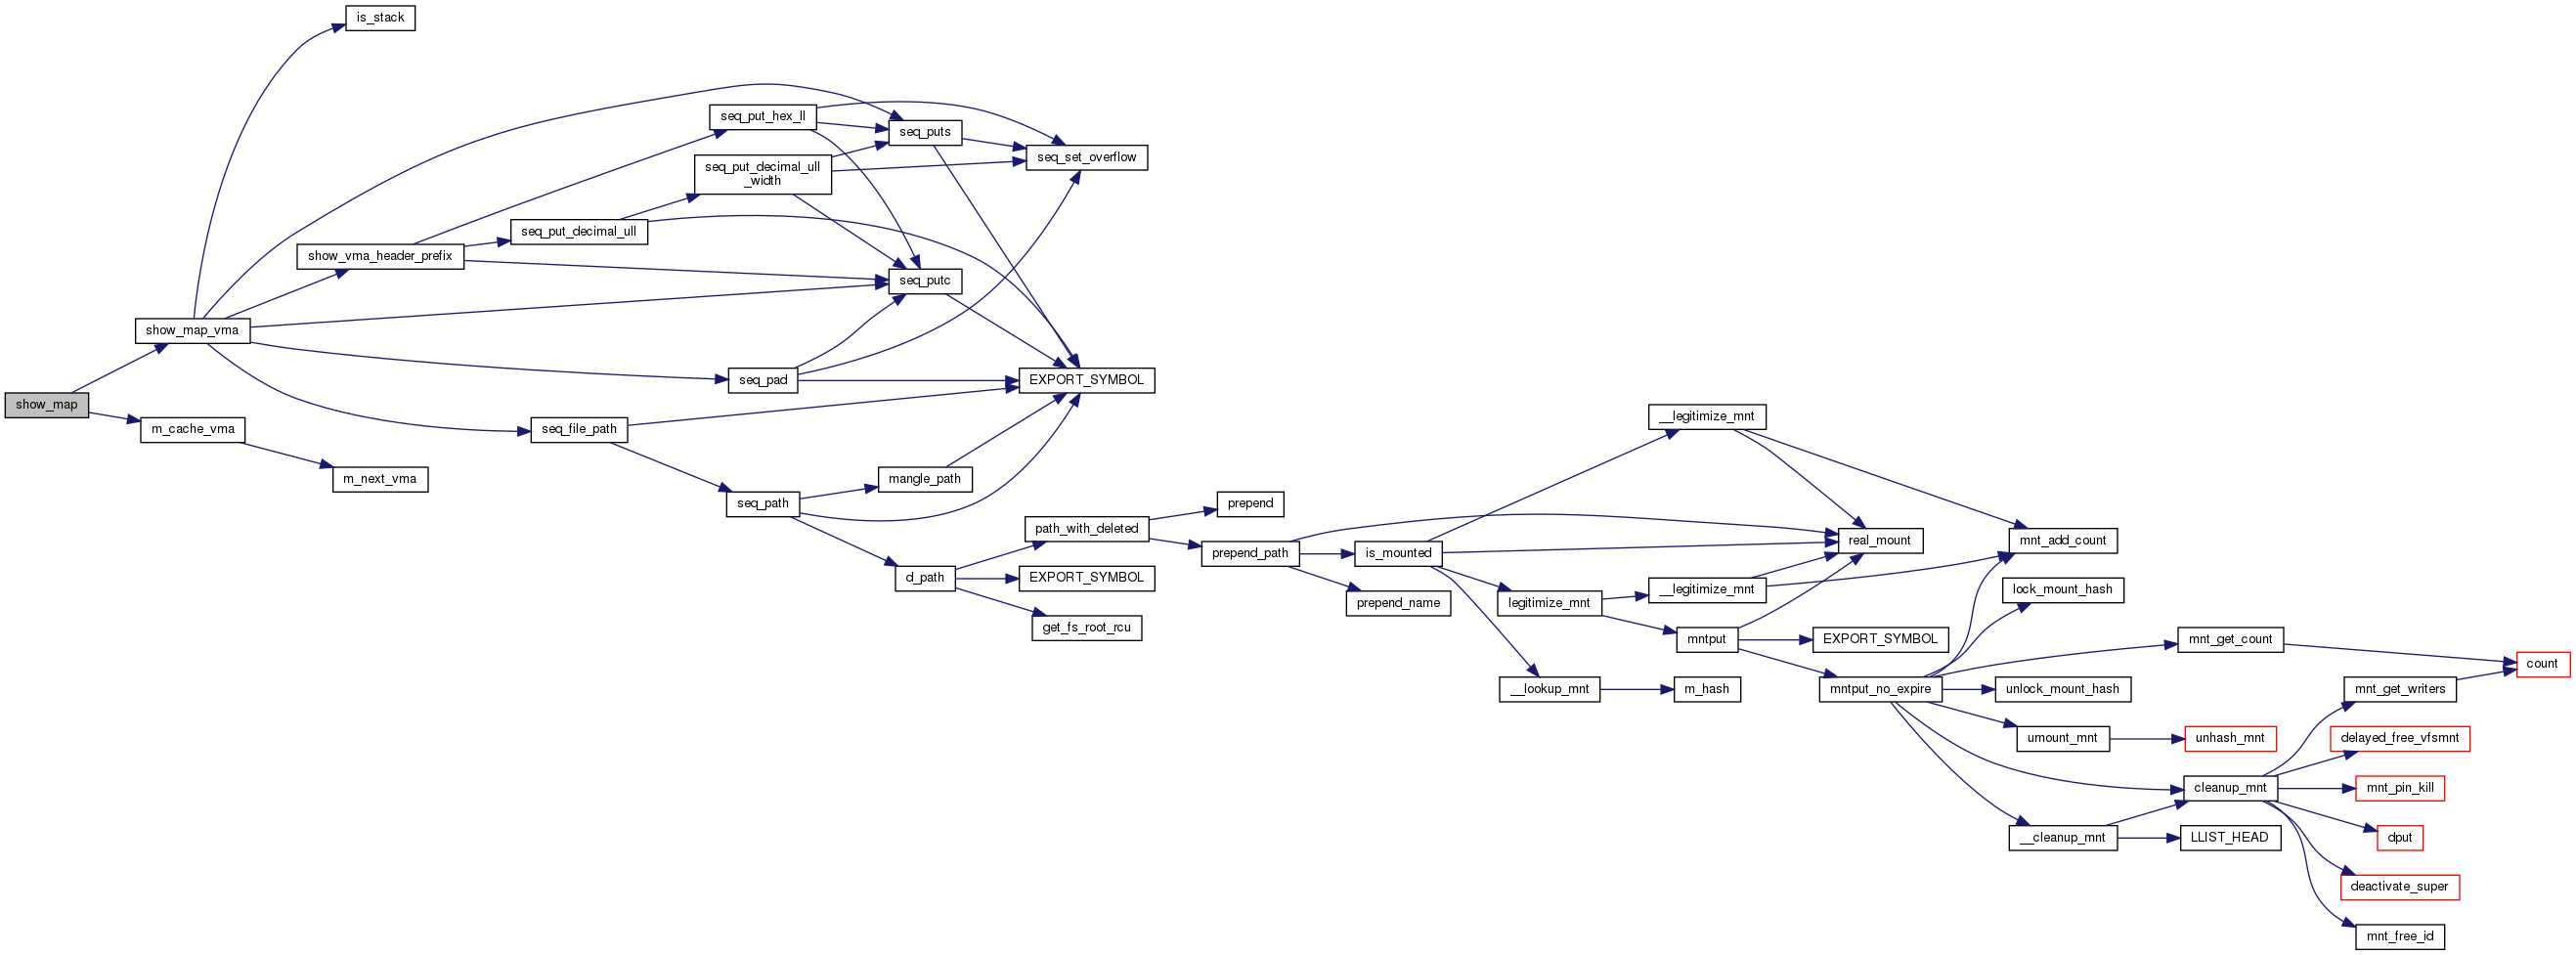 is_stack
seq_put_hex_ll
seq_puts
seq_set_overflow
seq_put_decimal_ull
_width
seq_put_decimal_ull
show_vma_header_prefix
seq_putc
show_map_vma
seq_pad
EXPORT_SYMBOL
show_map
m_cache_vma
seq_file_path
__legitimize_mnt
m_next_vma
mangle_path
seq_path
prepend
path_with_deleted
prepend_path
is_mounted
real_mount
mnt_add_count
d_path
EXPORT_SYMBOL
__legitimize_mnt
lock_mount_hash
prepend_name
legitimize_mnt
get_fs_root_rcu
mntput
EXPORT_SYMBOL
mnt_get_count
count
__lookup_mnt
m_hash
mntput_no_expire
unlock_mount_hash
mnt_get_writers
umount_mnt
unhash_mnt
delayed_free_vfsmnt
cleanup_mnt
mnt_pin_kill
__cleanup_mnt
LLIST_HEAD
dput
deactivate_super
mnt_free_id